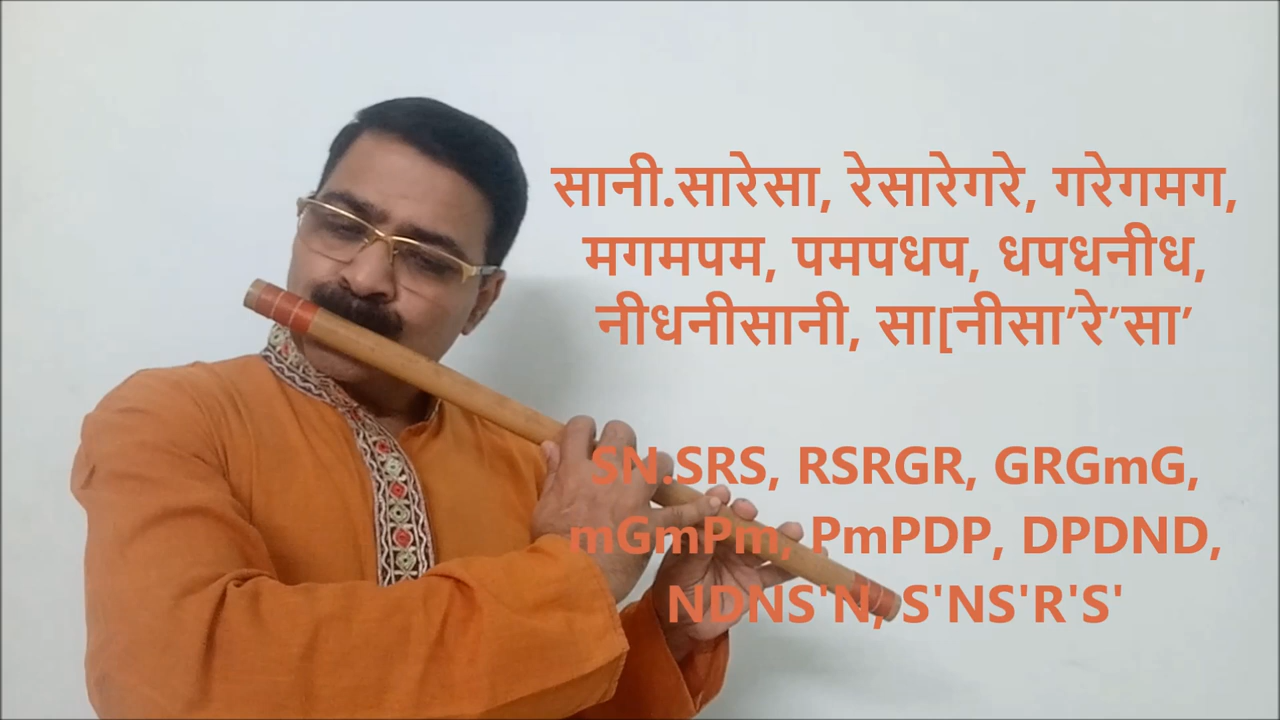 सानी.सारेसा, रेसारेगरे, गरेगमग,
मगमपम, पमपधप, धपधनीध,
नीधनीसानी, सा[नीसा’रे’सा’
SN.SRS, RSRGR, GRGmG,
mGmPm, PmPDP, DPDND,
NDNS'N, S'NS'R'S'